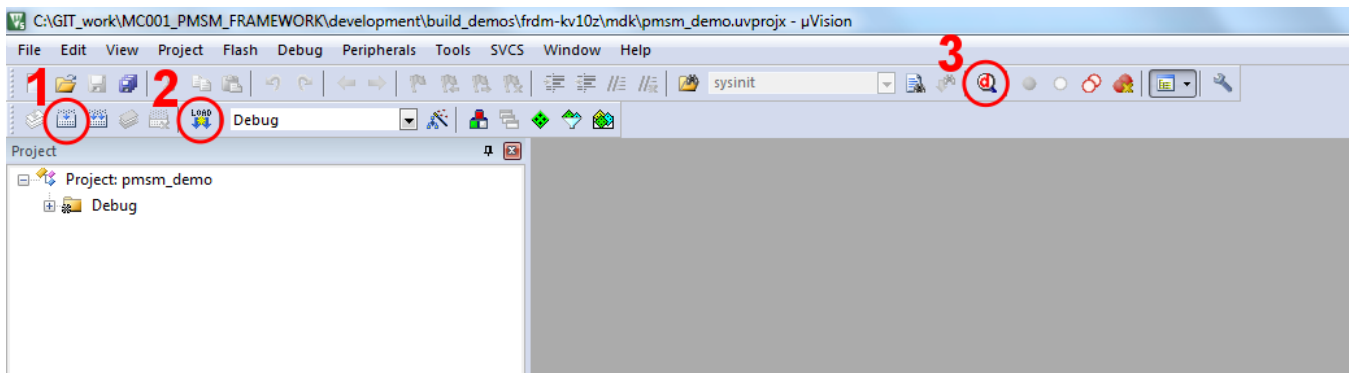 C:\GIT_work\MC001_PMSM_FRAMEWORK\development\build_demos\frdm-kv10z\mdk\pmsm_demo.uvprojx - µVision
File Edit View Project Flash Debug Peripherals Tools SVCS Window Help
3
1
2
sysinit
LOAD
Debug
Project
Project: pmsm_demo
Debug